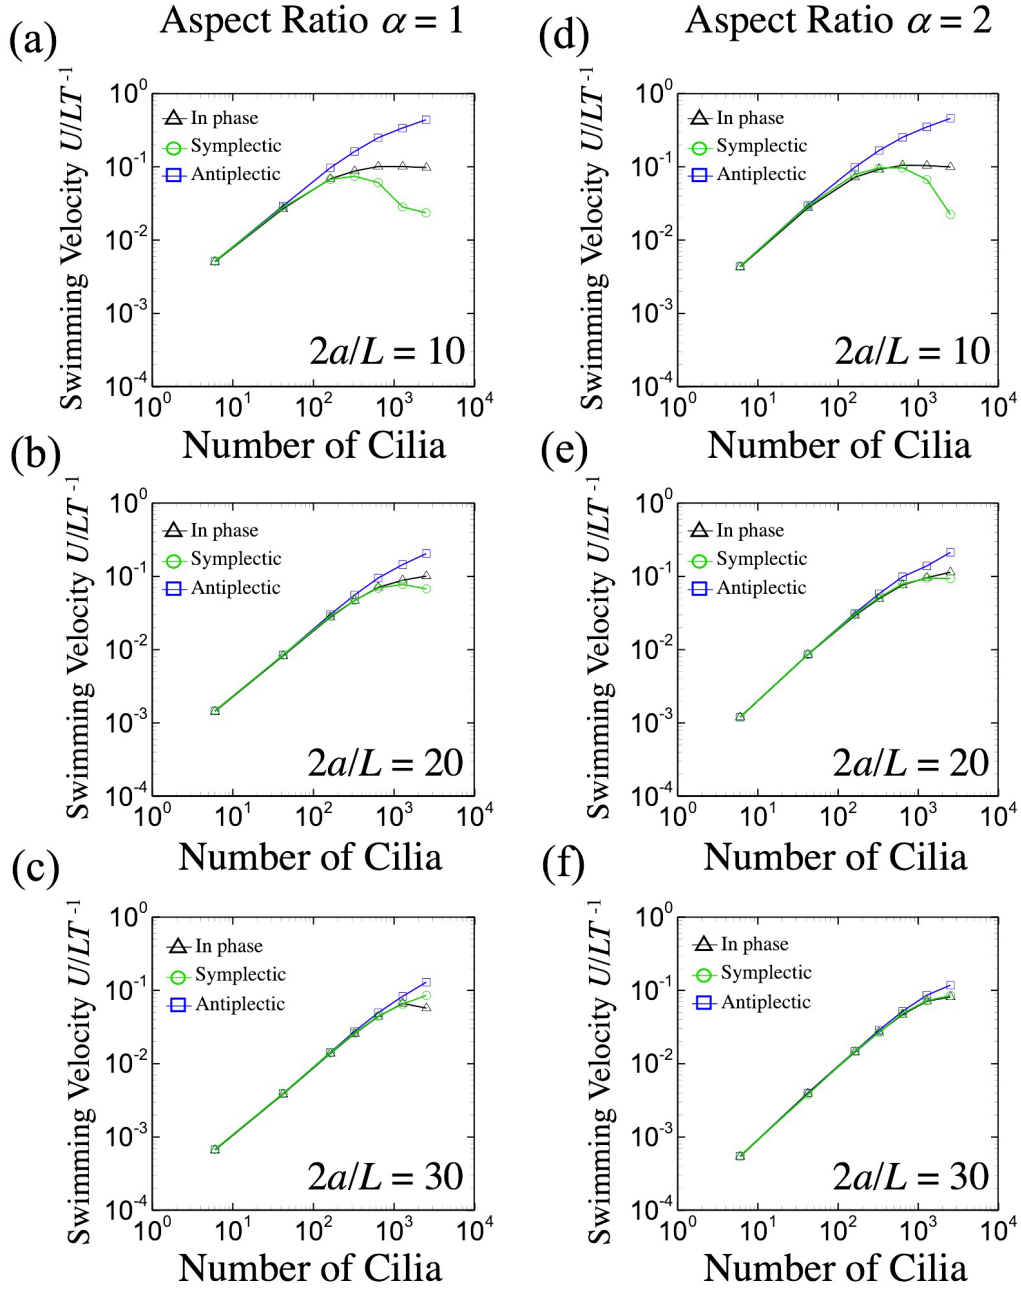 Aspect Ratio α = 1
Aspect Ratio α = 2
(a)
Swimming Velocity U/LT⁻¹
10⁰
10⁻¹
10⁻²
10⁻³
10⁻⁴
In phase
Symplectic
Antiplectic
2a/L = 10
10⁰ 10¹ 10² 10³ 10⁴
Number of Cilia
(d)
Swimming Velocity U/LT⁻¹
10⁰
10⁻¹
10⁻²
10⁻³
10⁻⁴
In phase
Symplectic
Antiplectic
2a/L = 10
10⁰ 10¹ 10² 10³ 10⁴
Number of Cilia
(b)
Swimming Velocity U/LT⁻¹
10⁰
10⁻¹
10⁻²
10⁻³
10⁻⁴
In phase
Symplectic
Antiplectic
2a/L = 20
10⁰ 10¹ 10² 10³ 10⁴
Number of Cilia
(e)
Swimming Velocity U/LT⁻¹
10⁰
10⁻¹
10⁻²
10⁻³
10⁻⁴
In phase
Symplectic
Antiplectic
2a/L = 20
10⁰ 10¹ 10² 10³ 10⁴
Number of Cilia
(c)
Swimming Velocity U/LT⁻¹
10⁰
10⁻¹
10⁻²
10⁻³
10⁻⁴
In phase
Symplectic
Antiplectic
2a/L = 30
10⁰ 10¹ 10² 10³ 10⁴
Number of Cilia
(f)
Swimming Velocity U/LT⁻¹
10⁰
10⁻¹
10⁻²
10⁻³
10⁻⁴
In phase
Symplectic
Antiplectic
2a/L = 30
10⁰ 10¹ 10² 10³ 10⁴
Number of Cilia